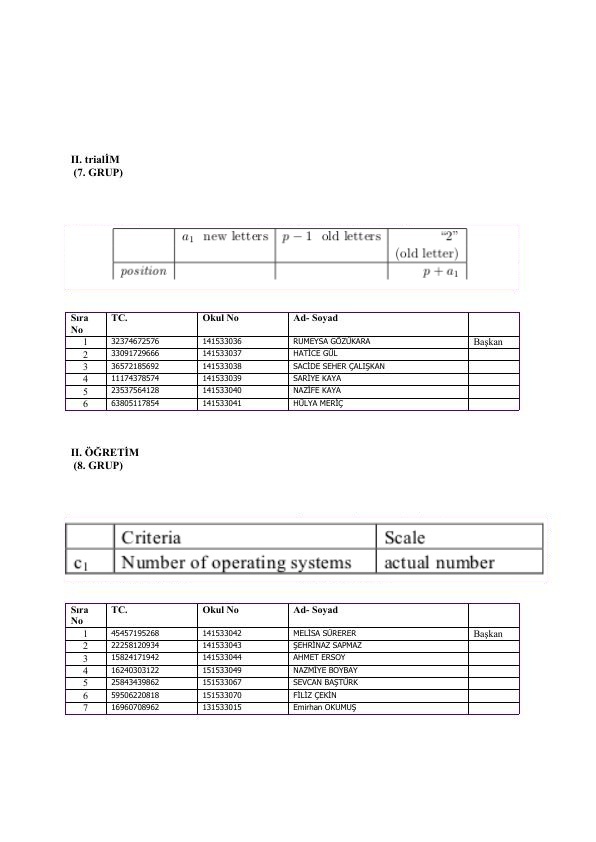 II. trialİM
(7. GRUP)
a1 new letters p − 1 old letters “2”
(old letter)
position p + a1
Sıra No TC. Okul No Ad- Soyad
1 32374672576 141533036 RUMEYSA GÖZÜKARA Başkan
2 33091729666 141533037 HATİCE GÜL
3 36572185692 141533038 SACİDE SEHER ÇALIŞKAN
4 11174378574 141533039 SARİYE KAYA
5 23537564128 141533040 NAZİFE KAYA
6 63805117854 141533041 HÜLYA MERİÇ
II. ÖĞRETİM
(8. GRUP)
Criteria Scale
c1 Number of operating systems actual number
Sıra No TC. Okul No Ad- Soyad
1 45457195268 141533042 MELİSA SÜRERER Başkan
2 22258120934 141533043 ŞEHRİNAZ SAPMAZ
3 15824171942 141533044 AHMET ERSOY
4 16240303122 151533049 NAZMİYE BOYBAY
5 25843439862 151533067 SEVCAN BAŞTÜRK
6 59506220818 151533070 FİLİZ ÇEKİN
7 16960708962 131533015 Emirhan OKUMUŞ